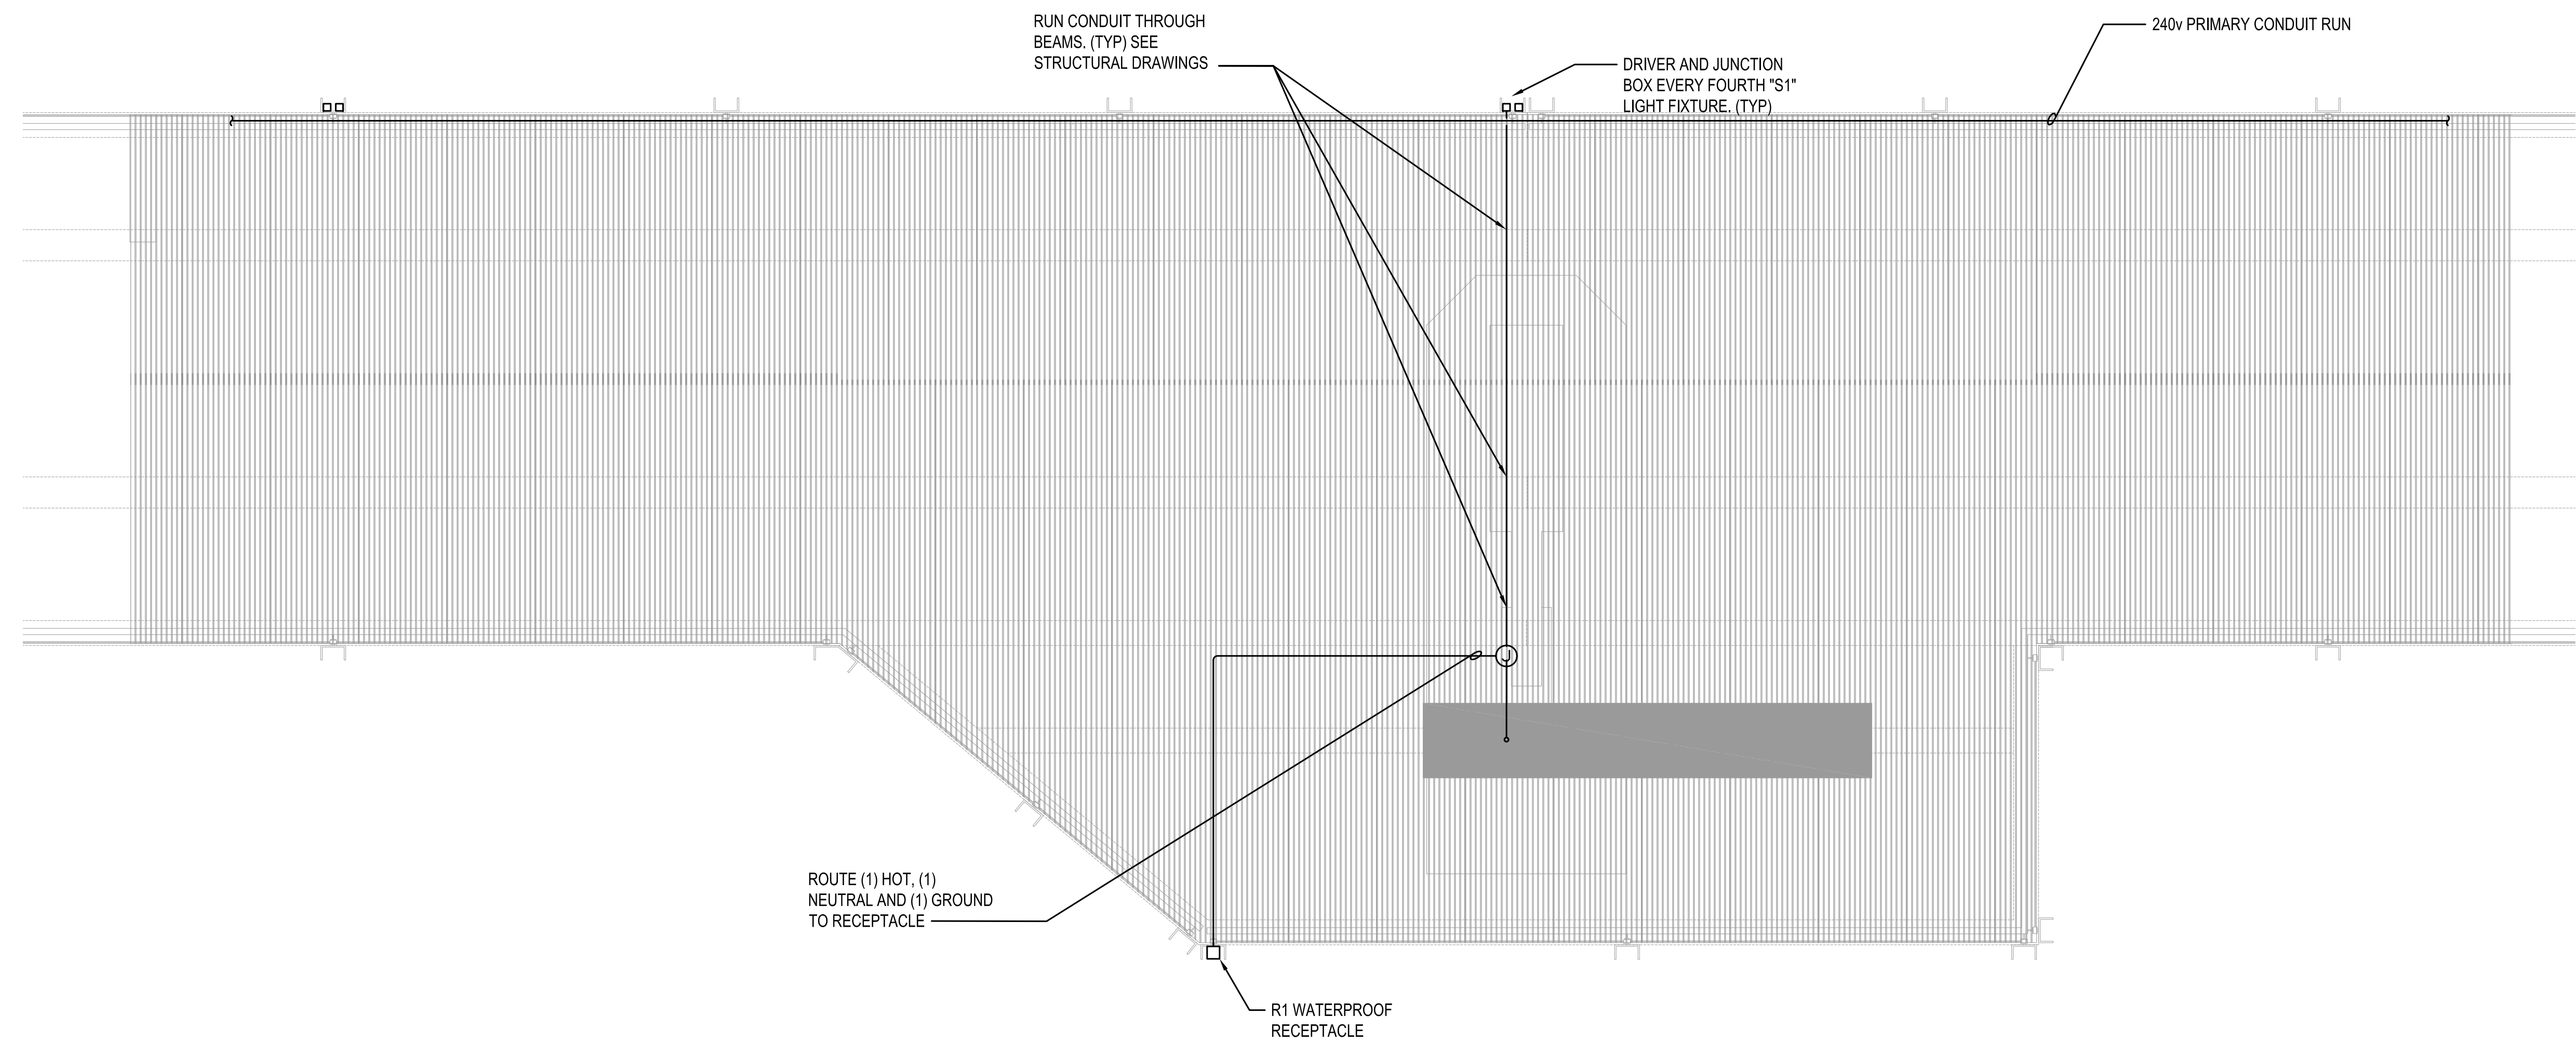 RUN CONDUIT THROUGH
BEAMS. (TYP) SEE
STRUCTURAL DRAWINGS
240v PRIMARY CONDUIT RUN
DRIVER AND JUNCTION
BOX EVERY FOURTH "S1"
LIGHT FIXTURE. (TYP)
J
ROUTE (1) HOT, (1)
NEUTRAL AND (1) GROUND
TO RECEPTACLE
R1 WATERPROOF
RECEPTACLE